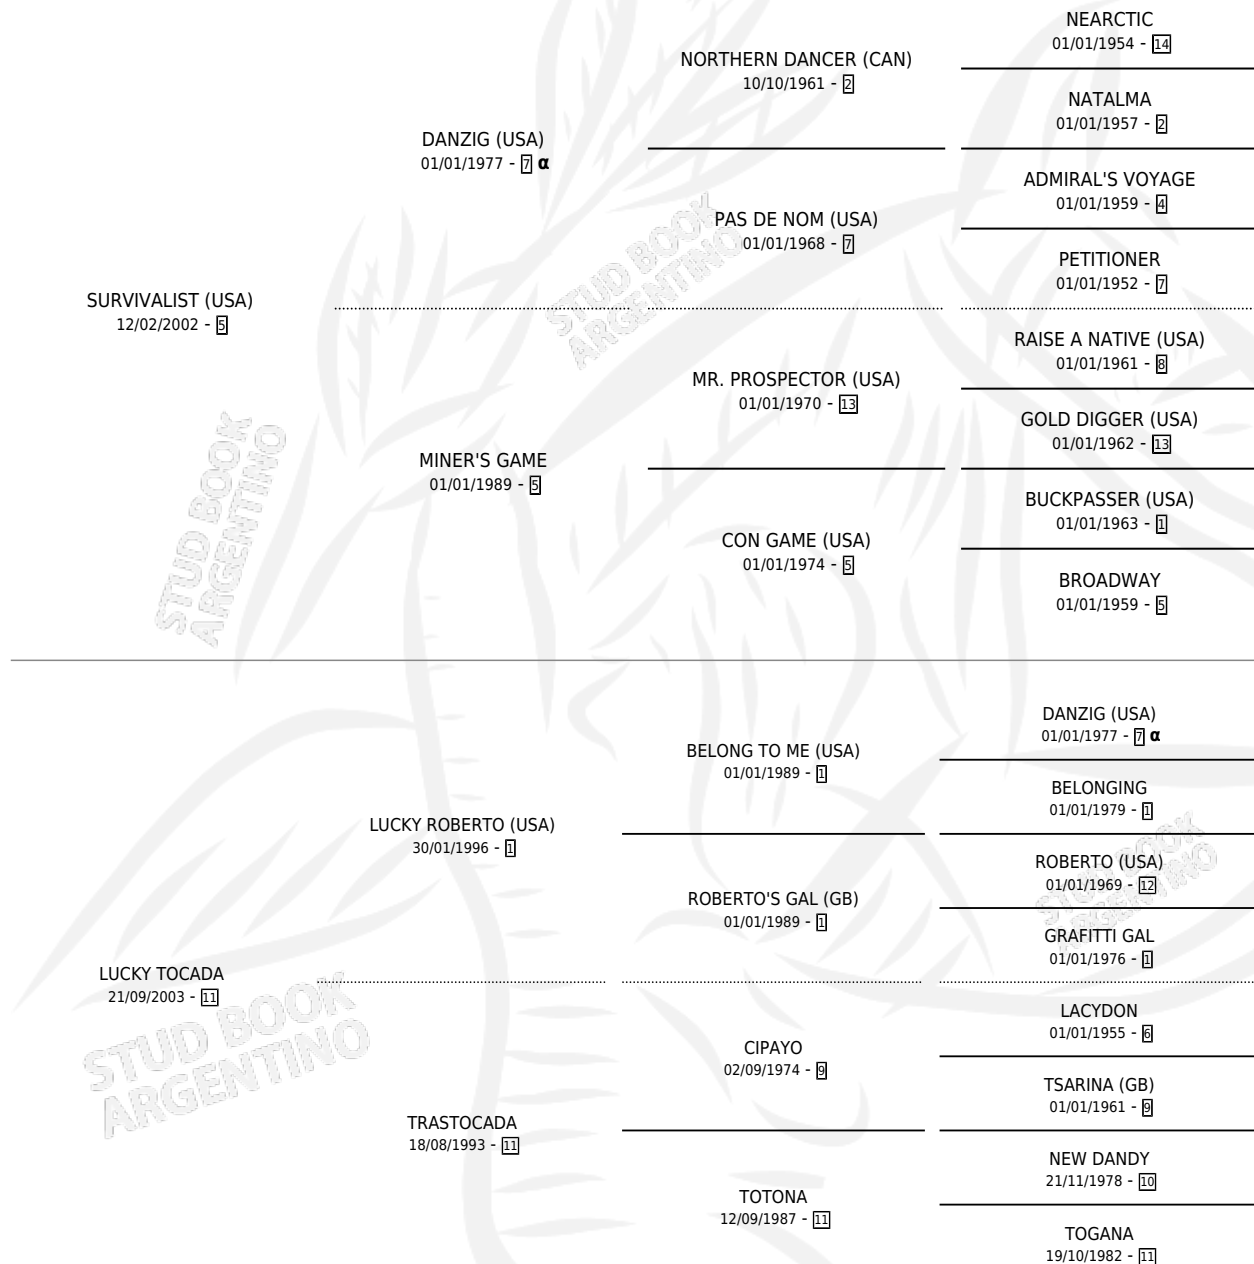 NEARCTIC
01/01/1954 - 14
NORTHERN DANCER (CAN)
10/10/1961 - 2
NATALMA
01/01/1957 - 2
DANZIG (USA)
01/01/1977 - 7 α
ADMIRAL'S VOYAGE
01/01/1959 - 4
PAS DE NOM (USA)
01/01/1968 - 7
PETITIONER
01/01/1952 - 7
SURVIVALIST (USA)
12/02/2002 - 5
RAISE A NATIVE (USA)
01/01/1961 - 8
MR. PROSPECTOR (USA)
01/01/1970 - 13
GOLD DIGGER (USA)
01/01/1962 - 13
MINER'S GAME
01/01/1989 - 5
BUCKPASSER (USA)
01/01/1963 - 1
CON GAME (USA)
01/01/1974 - 5
BROADWAY
01/01/1959 - 5
STUD BOOK
ARGENTINO
STUD BOOK
ARGENTINO
DANZIG (USA)
01/01/1977 - 7 α
BELONG TO ME (USA)
01/01/1989 - 1
BELONGING
01/01/1979 - 1
LUCKY ROBERTO (USA)
30/01/1996 - 1
ROBERTO (USA)
01/01/1969 - 12
ROBERTO'S GAL (GB)
01/01/1989 - 1
GRAFITTI GAL
01/01/1976 - 1
LUCKY TOCADA
21/09/2003 - 11
LACYDON
01/01/1955 - 6
CIPAYO
02/09/1974 - 9
TSARINA (GB)
01/01/1961 - 9
TRASTOCADA
18/08/1993 - 11
NEW DANDY
21/11/1978 - 10
TOTONA
12/09/1987 - 11
TOGANA
19/10/1982 - 11
STUD BOOK
ARGENTINO
STUD BOOK
ARGENTINO